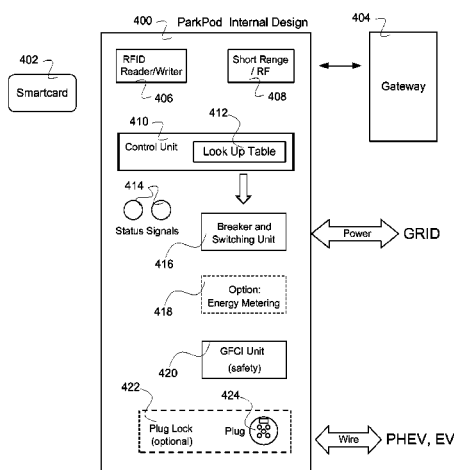 400
ParkPod Internal Design
402
404
Smartcard
RFID
Reader/Writer
406
Short Range
/ RF
408
Gateway
410
412
Control Unit
Look Up Table
414
Status Signals
Breaker and
Switching Unit
416
Power
GRID
Option:
Energy Metering
418
GFCI Unit
(safety)
420
422
424
Plug Lock
(optional)
Plug
Wire
PHEV, EV